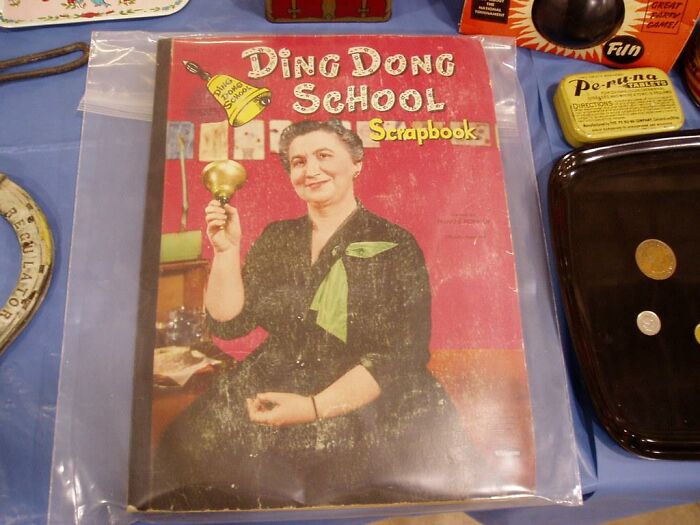 DING DONG
SCHOOL
Scrapbook
DING
DONG
SCHOOL
REGULATOR
Fun
GREAT
PARTY
GAME!
Pe-ru-na
TABLETS
DIRECTIONS